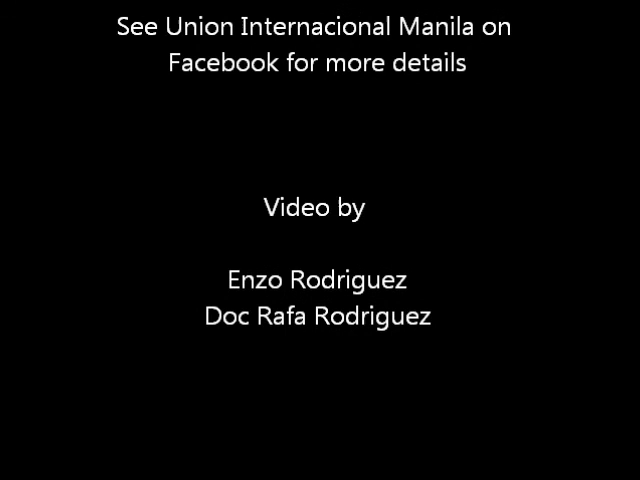 See Union Internacional Manila on
Facebook for more details
Video by
Enzo Rodriguez
Doc Rafa Rodriguez